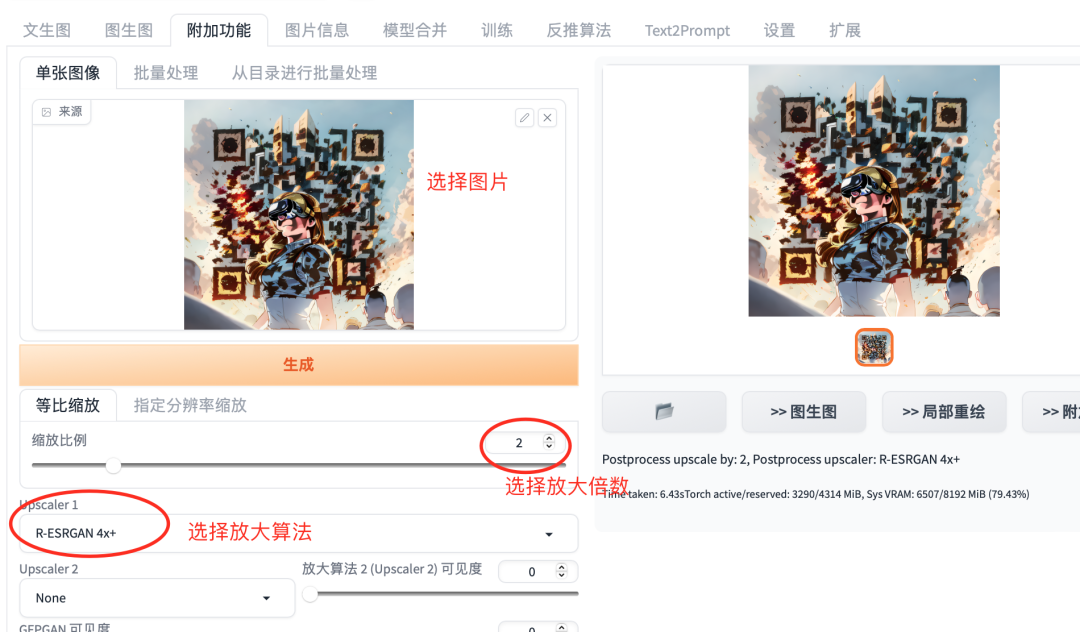 文生图 图生图 附加功能 图片信息 模型合并 训练 反推算法 Text2Prompt 设置 扩展
单张图像 批量处理 从目录进行批量处理
来源
选择图片
生成
等比缩放 指定分辨率缩放
缩放比例
2
选择放大倍数
Upscaler 1
R-ESRGAN 4x+
选择放大算法
Upscaler 2
None
放大算法 2 (Upscaler 2) 可见度
0
GFPGAN 可见度
0
>> 图生图 >> 局部重绘 >> 附
Postprocess upscale by: 2, Postprocess upscaler: R-ESRGAN 4x+
Time taken: 6.43sTorch active/reserved: 3290/4314 MiB, Sys VRAM: 6507/8192 MiB (79.43%)